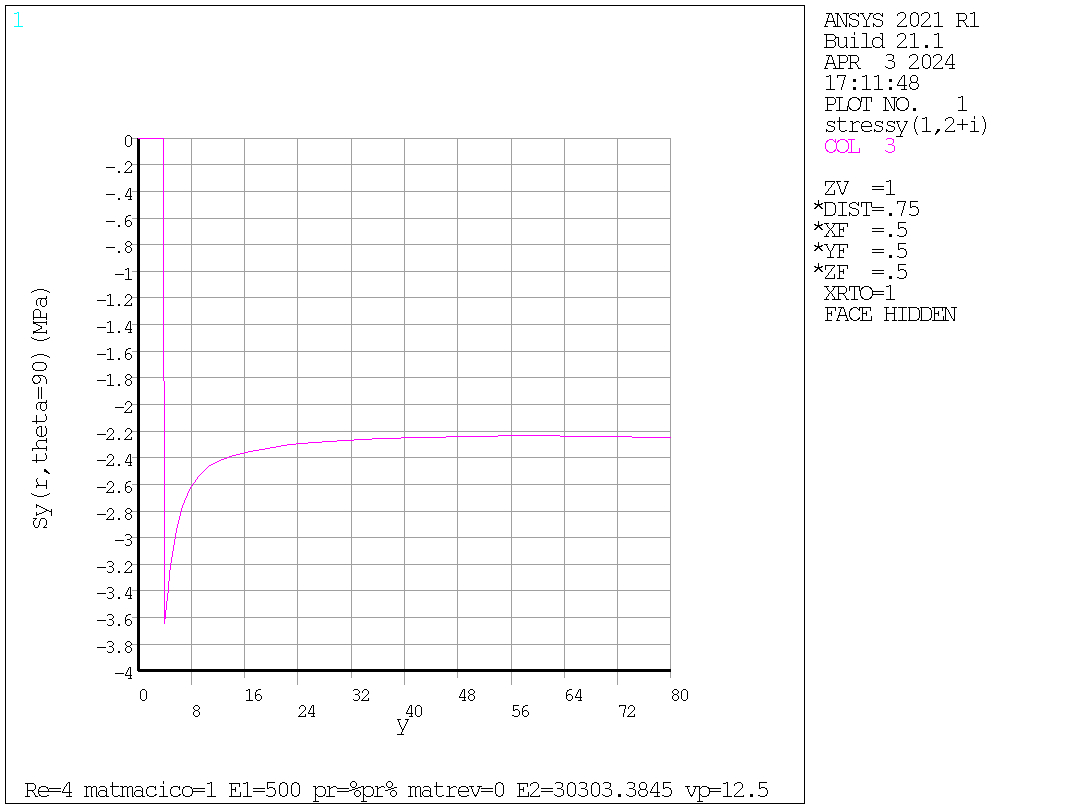 1
ANSYS 2021 R1
Build 21.1
APR  3 2024
17:11:48
PLOT NO.   1
stressy(1,2+i)
COL  3
ZV  =1
*DIST=.75
*XF  =.5
*YF  =.5
*ZF  =.5
XRTO=1
FACE HIDDEN
0
-.2
-.4
-.6
-.8
-1
-1.2
-1.4
-1.6
-1.8
-2
-2.2
-2.4
-2.6
-2.8
-3
-3.2
-3.4
-3.6
-3.8
-4
Sy(r,theta=90)(MPa)
0 16 32 48 64 80
8 24 40 56 72
Y
Re=4 matmacico=1 E1=500 pr=%pr% matrev=0 E2=30303.3845 vp=12.5